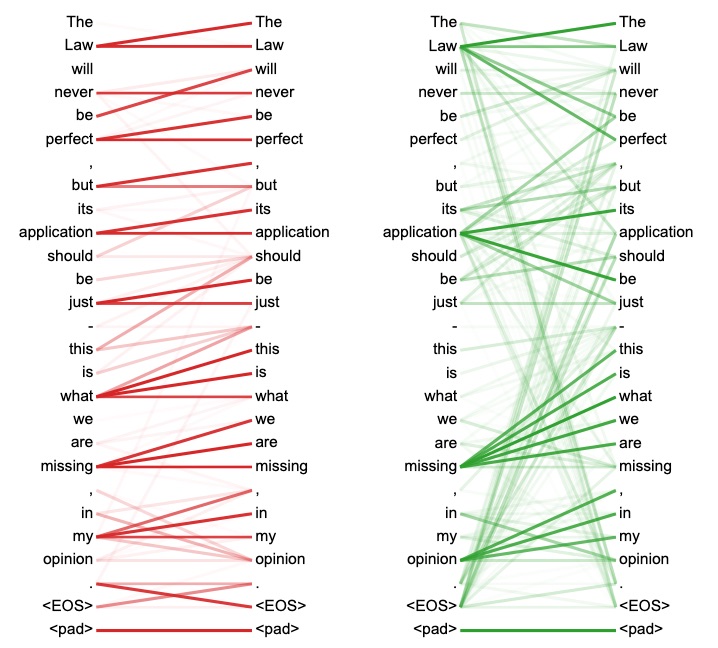 The The The The
Law Law Law Law
will will will will
never never never never
be be be be
perfect perfect perfect perfect
, , , ,
but but but but
its its its its
application application application application
should should should should
be be be be
just just just just
- - - -
this this this this
is is is is
what what what what
we we we we
are are are are
missing missing missing missing
, , , ,
in in in in
my my my my
opinion opinion opinion opinion
. . . .
<EOS> <EOS> <EOS> <EOS>
<pad> <pad> <pad> <pad>